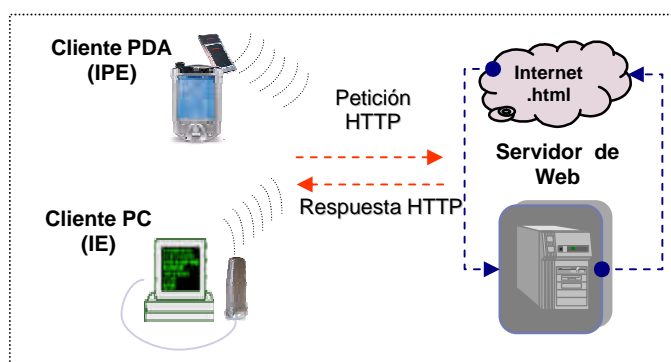 Cliente PDA
(IPE)
Petición
HTTP
Internet
.html
Servidor de
Web
Respuesta HTTP
Cliente PC
(IE)